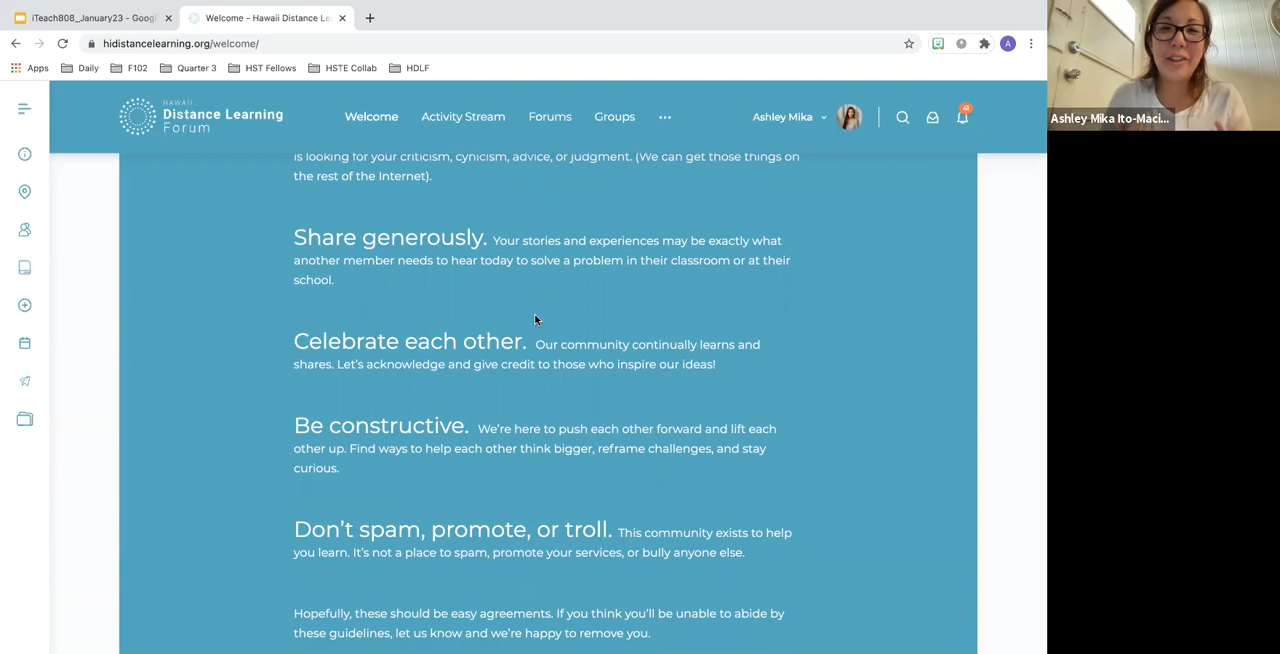 iTeach808_January23 - Googl
Welcome - Hawaii Distance Le
hidistancelearning.org/welcome/
A
Apps
Daily
F102
Quarter 3
HST Fellows
HSTE Collab
HDLF
HAWAII
Distance Learning
Forum
Welcome
Activity Stream
Forums
Groups
Ashley Mika
41
is looking for your criticism, cynicism, advice, or judgment. (We can get those things on
the rest of the Internet).
Share generously. Your stories and experiences may be exactly what
another member needs to hear today to solve a problem in their classroom or at their
school.
Celebrate each other. Our community continually learns and
shares. Let's acknowledge and give credit to those who inspire our ideas!
Be constructive. We're here to push each other forward and lift each
other up. Find ways to help each other think bigger, reframe challenges, and stay
curious.
Don't spam, promote, or troll. This community exists to help
you learn. It's not a place to spam, promote your services, or bully anyone else.
Hopefully, these should be easy agreements. If you think you'll be unable to abide by
these guidelines, let us know and we're happy to remove you.
Ashley Mika Ito-Maci...